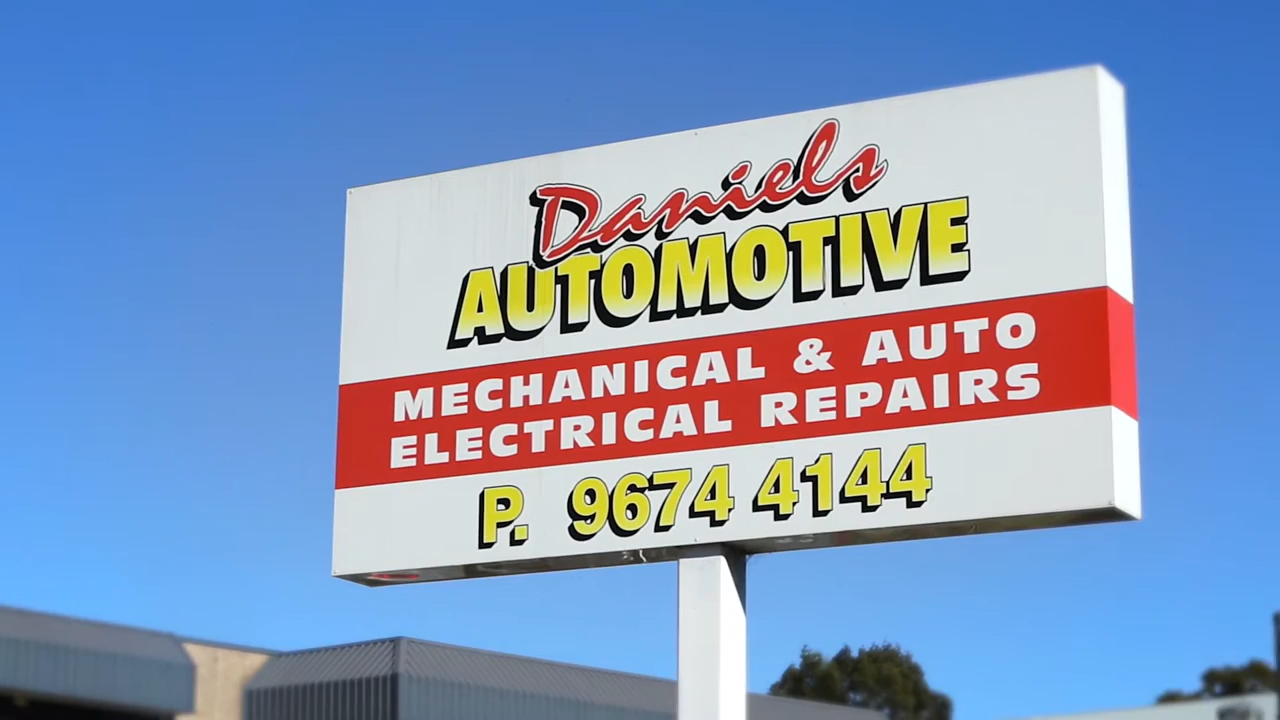 Daniels
AUTOMOTIVE
MECHANICAL & AUTO
ELECTRICAL REPAIRS
P. 9674 4144